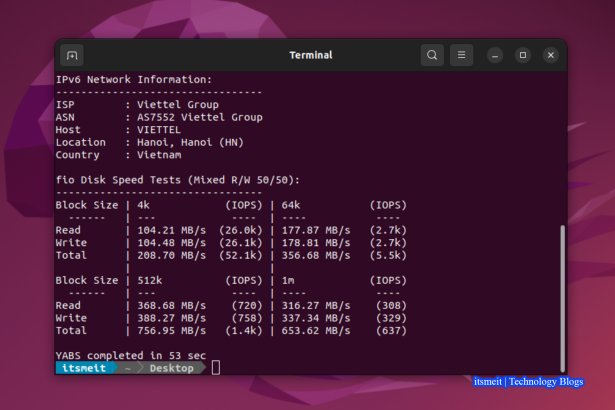 Terminal
IPv6 Network Information:
---------------------------------
ISP        : Viettel Group
ASN        : AS7552 Viettel Group
Host       : VIETTEL
Location   : Hanoi, Hanoi (HN)
Country    : Vietnam
fio Disk Speed Tests (Mixed R/W 50/50):
---------------------------------
Block Size | 4k            (IOPS) | 64k           (IOPS)
  ------   | ---            ----  | ----           ----
Read       | 104.21 MB/s  (26.0k) | 177.87 MB/s   (2.7k)
Write      | 104.48 MB/s  (26.1k) | 178.81 MB/s   (2.7k)
Total      | 208.70 MB/s  (52.1k) | 356.68 MB/s   (5.5k)
           |                      |
Block Size | 512k          (IOPS) | 1m            (IOPS)
  ------   | ---            ----  | ----           ----
Read       | 368.68 MB/s    (720) | 316.27 MB/s    (308)
Write      | 388.27 MB/s    (758) | 337.34 MB/s    (329)
Total      | 756.95 MB/s   (1.4k) | 653.62 MB/s    (637)
YABS completed in 53 sec
itsmeit ~ Desktop
itsmeit | Technology Blogs